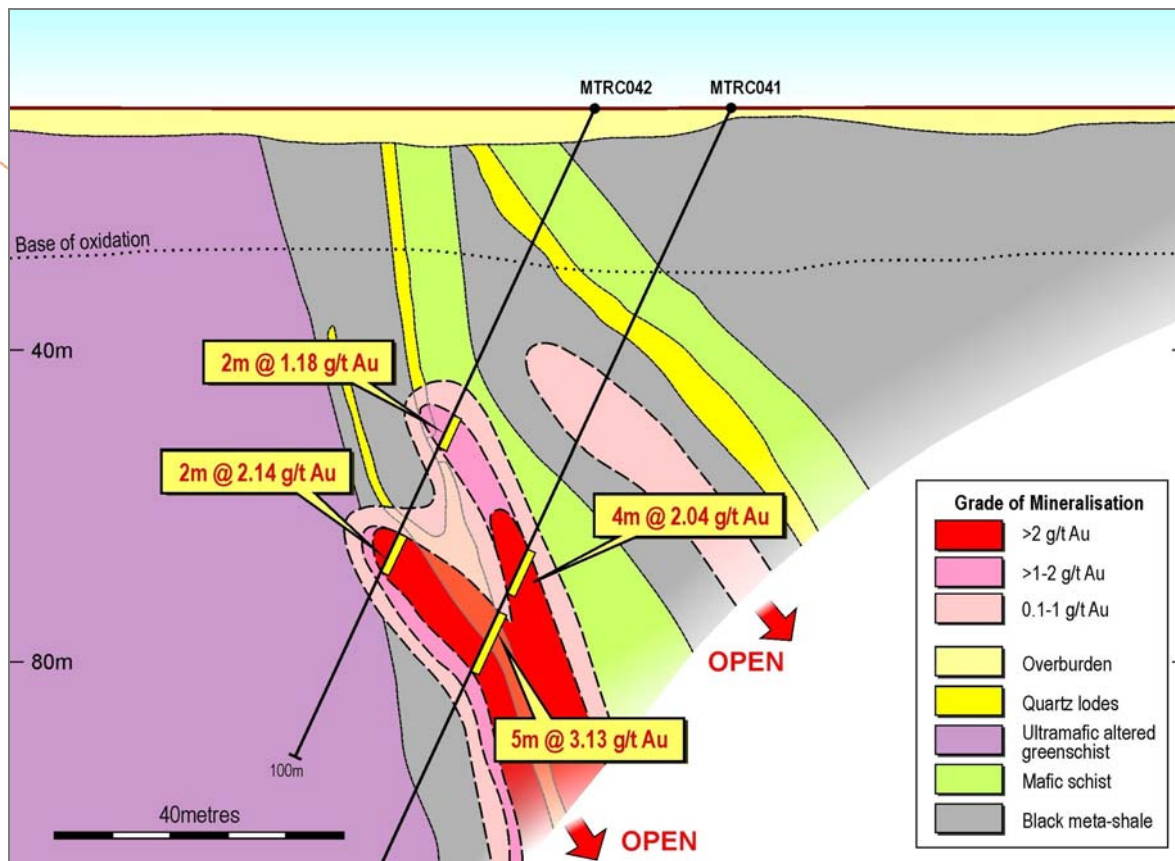 MTRC042
MTRC041
Base of oxidation
40m
2m @ 1.18 g/t Au
2m @ 2.14 g/t Au
4m @ 2.04 g/t Au
80m
OPEN
5m @ 3.13 g/t Au
100m
40metres
OPEN
Grade of Mineralisation
>2 g/t Au
>1-2 g/t Au
0.1-1 g/t Au
Overburden
Quartz lodes
Ultramafic altered
greenschist
Mafic schist
Black meta-shale